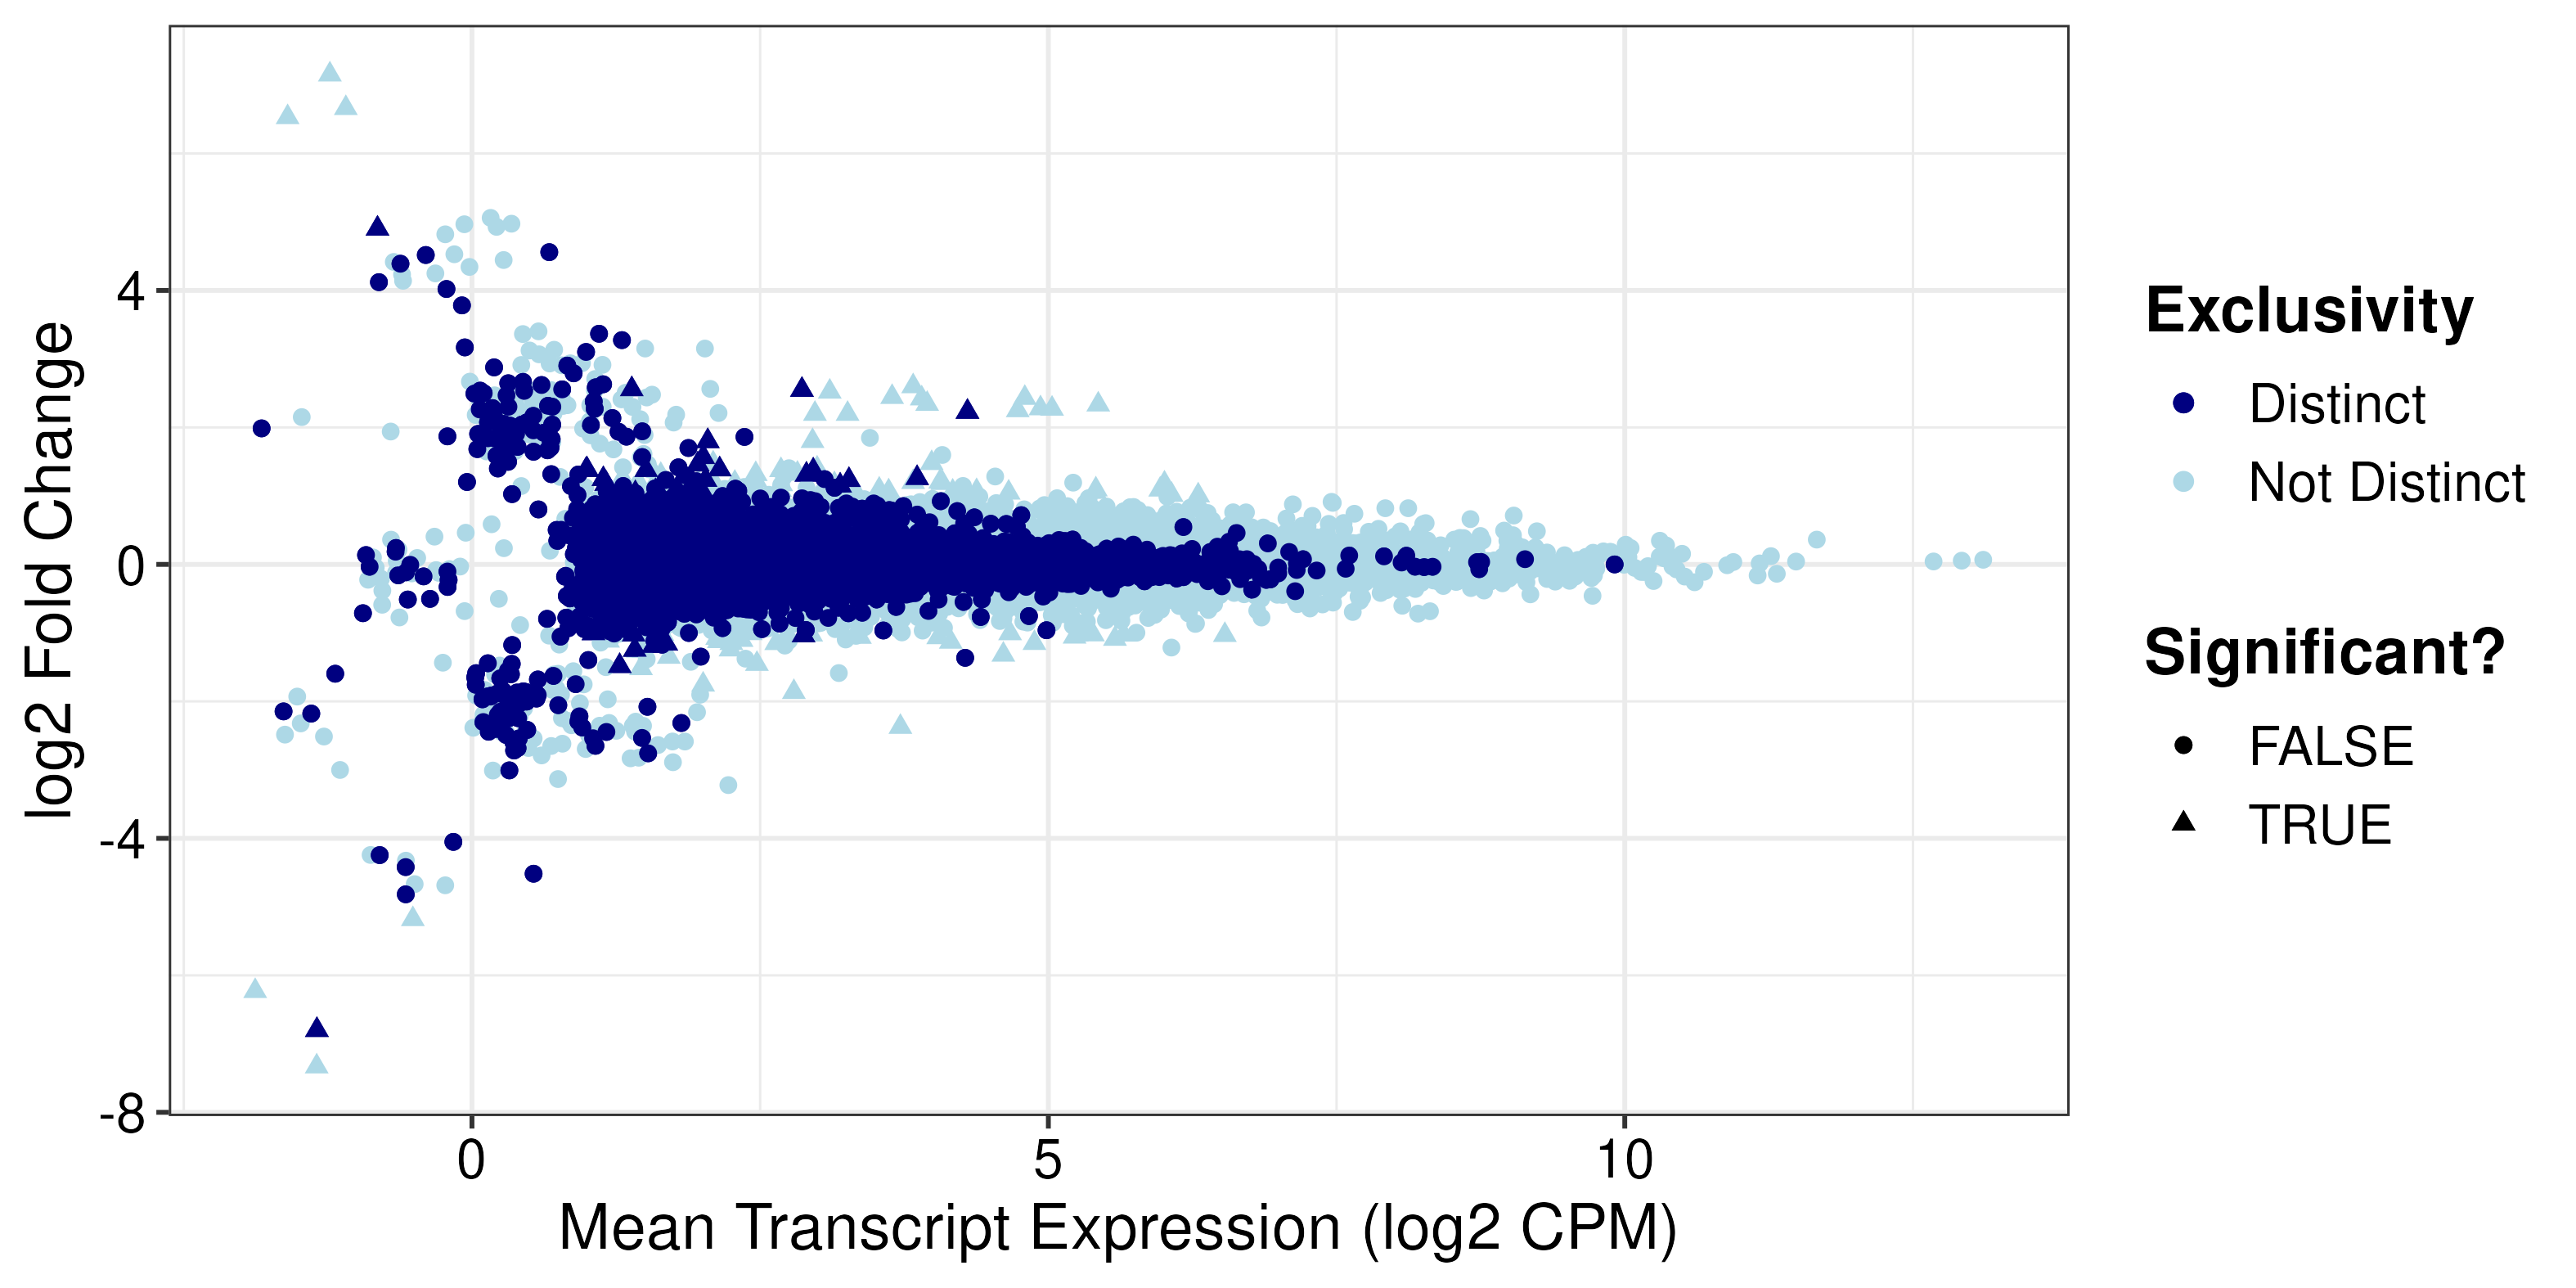 log2 Fold Change
4
0
-4
-8
0 5 10
Mean Transcript Expression (log2 CPM)
Exclusivity
Distinct
Not Distinct
Significant?
FALSE
TRUE